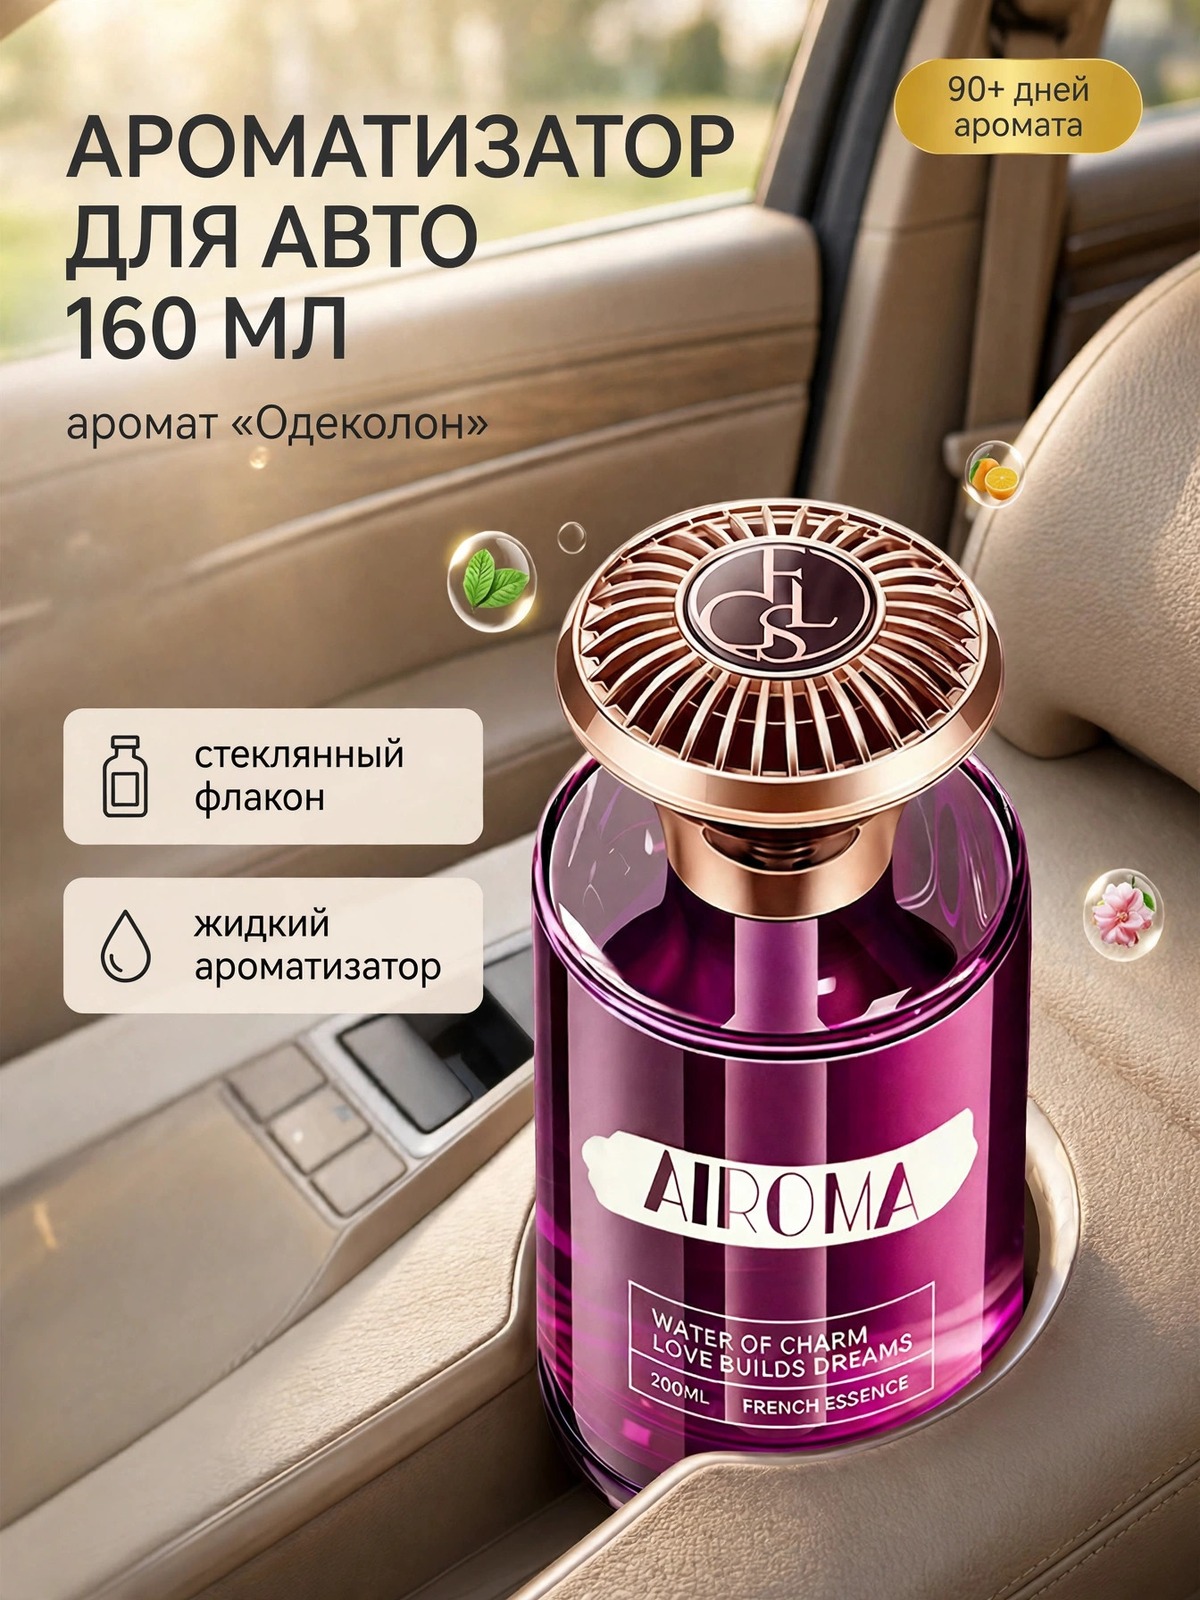 90+ дней
аромата
АРОМАТИЗАТОР
ДЛЯ АВТО
160 МЛ
аромат «Одеколон»
стеклянный
флакон
жидкий
ароматизатор
AIROMA
WATER OF CHARM
LOVE BUILDS DREAMS
200ML FRENCH ESSENCE